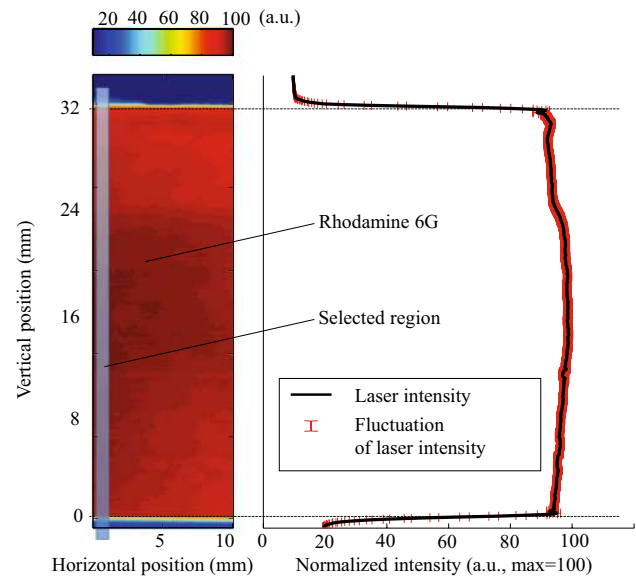 20 40 60 80 100 (a.u.)
32
24
16
8
0
Vertical position (mm)
Rhodamine 6G
Selected region
Laser intensity
Fluctuation
of laser intensity
5 10
0 20 40 60 80 100
Horizontal position (mm)
Normalized intensity (a.u., max=100)